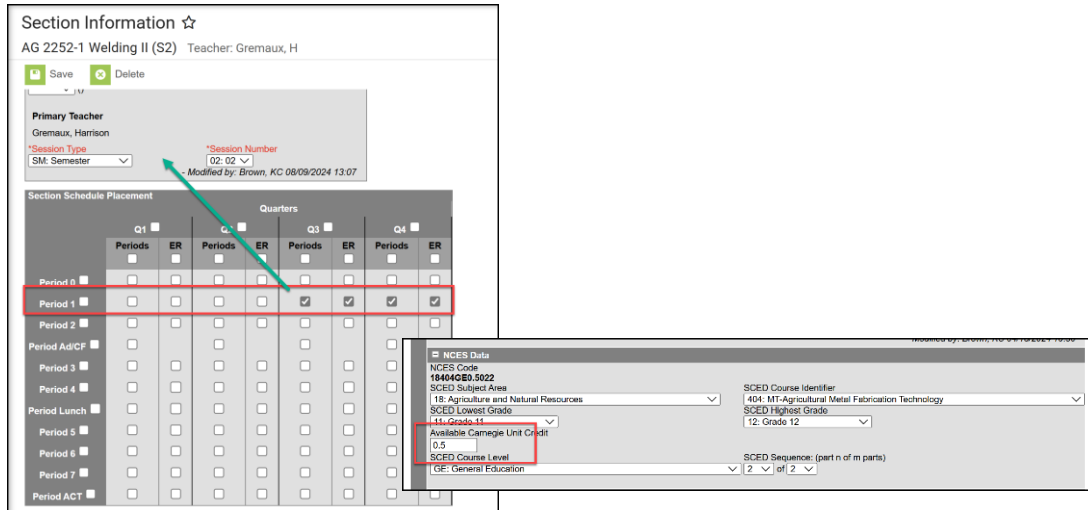 Section Information ☆
AG 2252-1 Welding II (S2) Teacher: Gremaux, H
Save Delete
Primary Teacher
Gremaux, Harrison
*Session Type *Session Number
SM: Semester 02: 02
- Modified by: Brown, KC 08/09/2024 13:07
Section Schedule Placement
Quarters
Q1 Q3 Q4
Periods ER Periods ER Periods ER Periods ER
Period 0
Period 1
Period 2
Period Ad/CF
Period 3
Period 4
Period Lunch
Period 5
Period 6
Period 7
Period ACT
NCES Data
NCES Code
18404GE0.5022
SCED Subject Area SCED Course Identifier
18: Agriculture and Natural Resources 404: MT-Agricultural Metal Fabrication Technology
SCED Lowest Grade SCED Highest Grade
11: Grade 11 12: Grade 12
Available Carnegie Unit Credit
0.5
SCED Course Level SCED Sequence: (part n of m parts)
GE: General Education 2 of 2